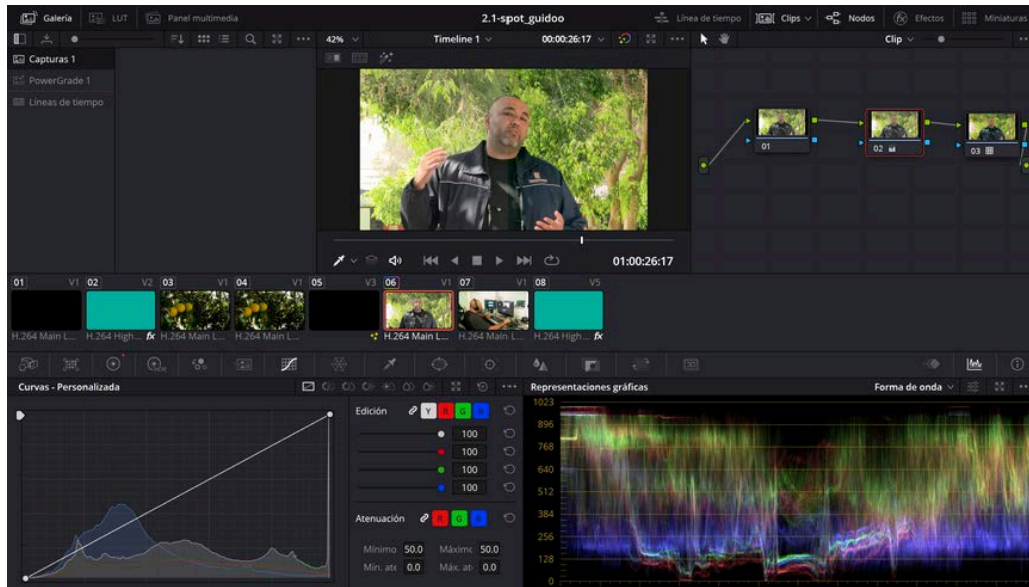 Galería LUT Panel multimedia 2.1-spot_guidoo Línea de tiempo Clips Nodos Efectos Miniaturas
42% Timeline 1 00:00:26:17 Clip
Capturas 1
PowerGrade 1
Líneas de tiempo
01 02 03
01:00:26:17
01 V1 02 V2 03 V1 04 V1 05 V3 06 V1 07 V1 08 V5
H.264 Main L... H.264 High... fx H.264 Main L... H.264 Main L... H.264 Main L... H.264 Main L... H.264 High... fx
Curvas - Personalizada Representaciones gráficas Forma de onda
Edición Y R G B
100
100
100
100
Atenuación R G B
Mínimo 50.0 Máximo 50.0
Mín. ate 0.0 Máx. ate 0.0
1023
896
768
640
512
384
256
128
0